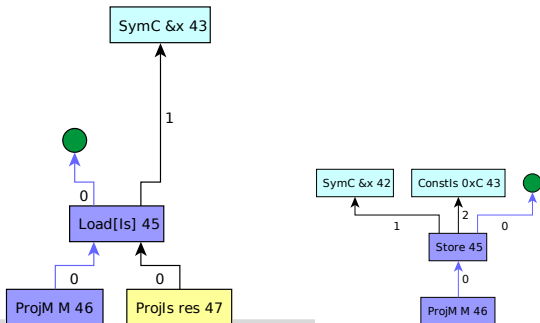 SymC &x 43
1
0
Load[Is] 45
0
0
ProjM M 46
ProjIs res 47
SymC &x 42
ConstIs 0xC 43
1
2
0
Store 45
0
ProjM M 46